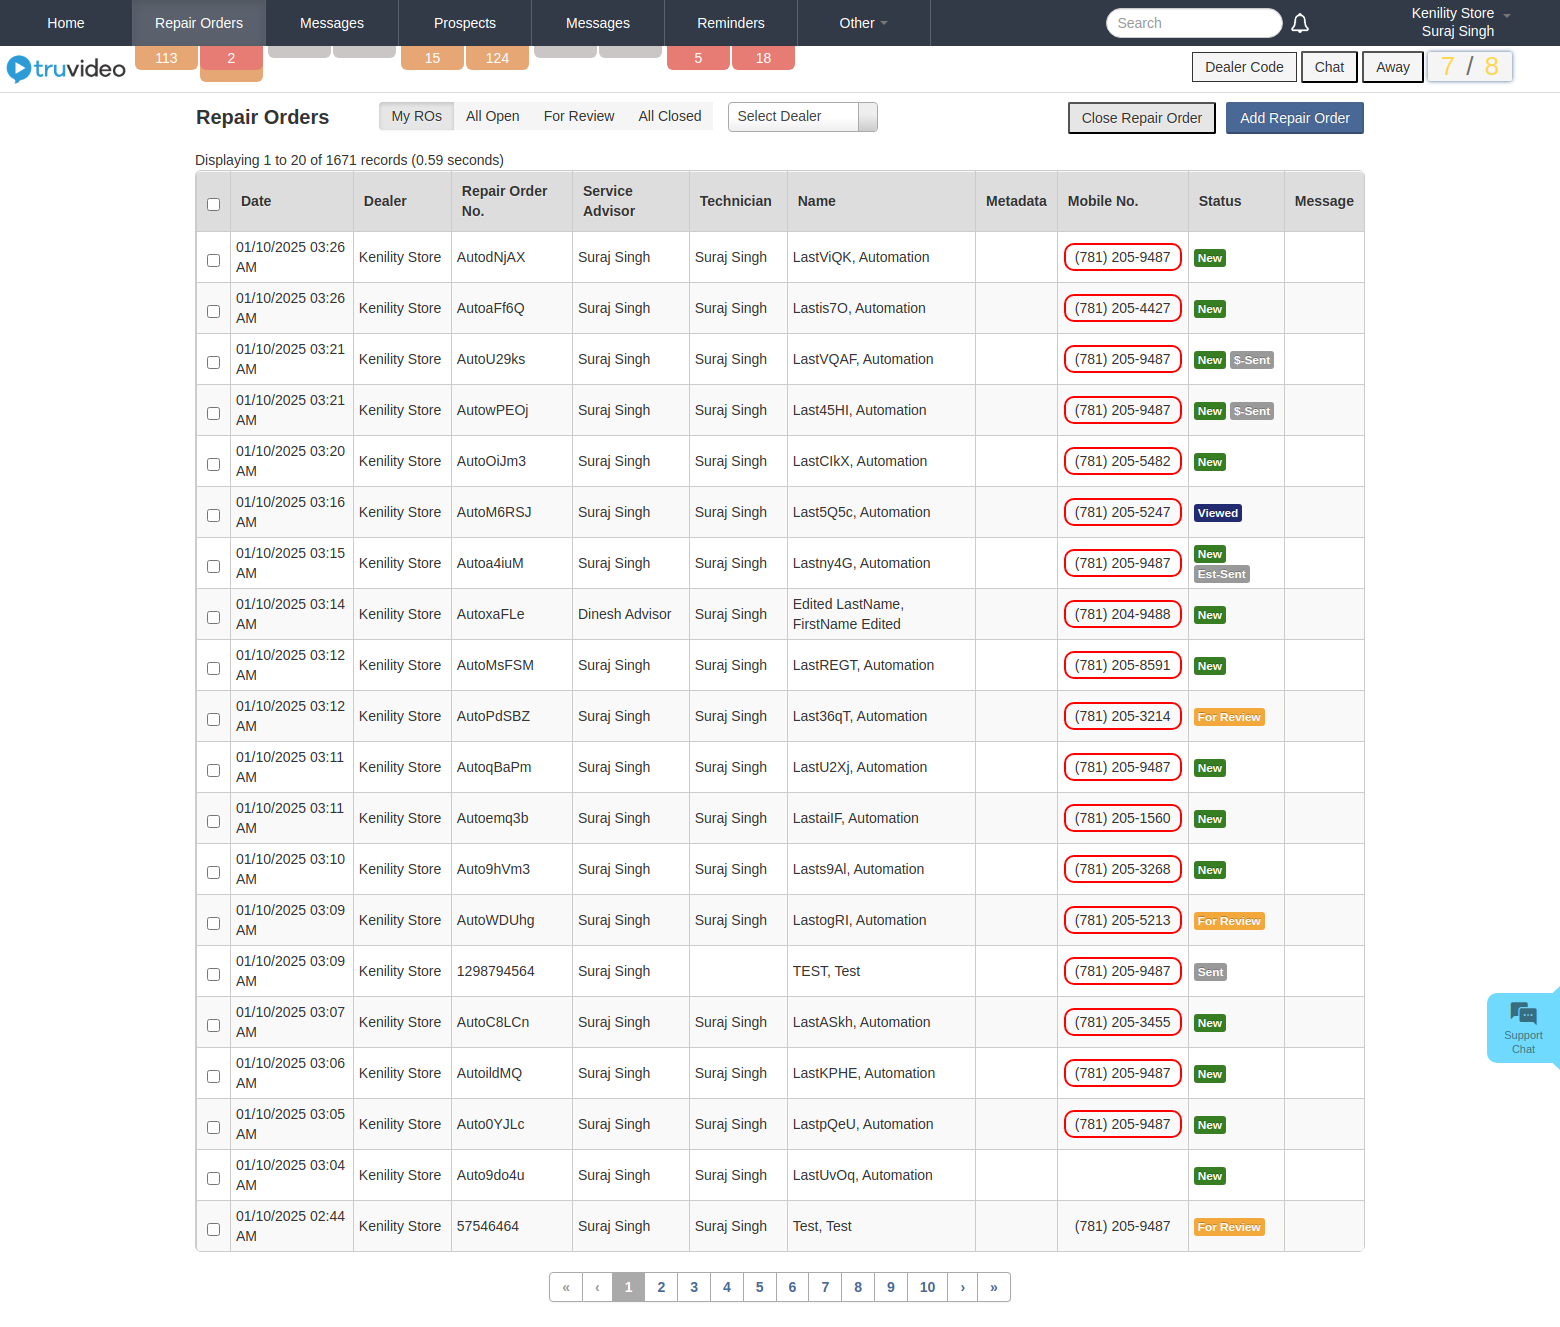 Home Repair Orders Messages Prospects Messages Reminders Other Search Kenility Store
Suraj Singh
113 2 15 124 5 18
truvideo Dealer Code Chat Away 7 / 8
Repair Orders My ROs All Open For Review All Closed Select Dealer Close Repair Order Add Repair Order
Displaying 1 to 20 of 1671 records (0.59 seconds)
Date Dealer Repair Order No. Service Advisor Technician Name Metadata Mobile No. Status Message
01/10/2025 03:26 AM Kenility Store AutodNjAX Suraj Singh Suraj Singh LastViQK, Automation (781) 205-9487 New
01/10/2025 03:26 AM Kenility Store AutoaFf6Q Suraj Singh Suraj Singh Lastis7O, Automation (781) 205-4427 New
01/10/2025 03:21 AM Kenility Store AutoU29ks Suraj Singh Suraj Singh LastVQAF, Automation (781) 205-9487 New $-Sent
01/10/2025 03:21 AM Kenility Store AutowPEOj Suraj Singh Suraj Singh Last45HI, Automation (781) 205-9487 New $-Sent
01/10/2025 03:20 AM Kenility Store AutoOiJm3 Suraj Singh Suraj Singh LastCIkX, Automation (781) 205-5482 New
01/10/2025 03:16 AM Kenility Store AutoM6RSJ Suraj Singh Suraj Singh Last5Q5c, Automation (781) 205-5247 Viewed
01/10/2025 03:15 AM Kenility Store Autoa4iuM Suraj Singh Suraj Singh Lastny4G, Automation (781) 205-9487 New Est-Sent
01/10/2025 03:14 AM Kenility Store AutoxaFLe Dinesh Advisor Suraj Singh Edited LastName, FirstName Edited (781) 204-9488 New
01/10/2025 03:12 AM Kenility Store AutoMsFSM Suraj Singh Suraj Singh LastREGT, Automation (781) 205-8591 New
01/10/2025 03:12 AM Kenility Store AutoPdSBZ Suraj Singh Suraj Singh Last36qT, Automation (781) 205-3214 For Review
01/10/2025 03:11 AM Kenility Store AutoqBaPm Suraj Singh Suraj Singh LastU2Xj, Automation (781) 205-9487 New
01/10/2025 03:11 AM Kenility Store Autoemq3b Suraj Singh Suraj Singh LastaiIF, Automation (781) 205-1560 New
01/10/2025 03:10 AM Kenility Store Auto9hVm3 Suraj Singh Suraj Singh Lasts9Al, Automation (781) 205-3268 New
01/10/2025 03:09 AM Kenility Store AutoWDUhg Suraj Singh Suraj Singh LastogRI, Automation (781) 205-5213 For Review
01/10/2025 03:09 AM Kenility Store 1298794564 Suraj Singh TEST, Test (781) 205-9487 Sent
01/10/2025 03:07 AM Kenility Store AutoC8LCn Suraj Singh Suraj Singh LastASkh, Automation (781) 205-3455 New
01/10/2025 03:06 AM Kenility Store AutoildMQ Suraj Singh Suraj Singh LastKPHE, Automation (781) 205-9487 New
01/10/2025 03:05 AM Kenility Store Auto0YJLc Suraj Singh Suraj Singh LastpQeU, Automation (781) 205-9487 New
01/10/2025 03:04 AM Kenility Store Auto9do4u Suraj Singh Suraj Singh LastUvOq, Automation New
01/10/2025 02:44 AM Kenility Store 57546464 Suraj Singh Suraj Singh Test, Test (781) 205-9487 For Review
Support
Chat
« ‹ 1 2 3 4 5 6 7 8 9 10 › »